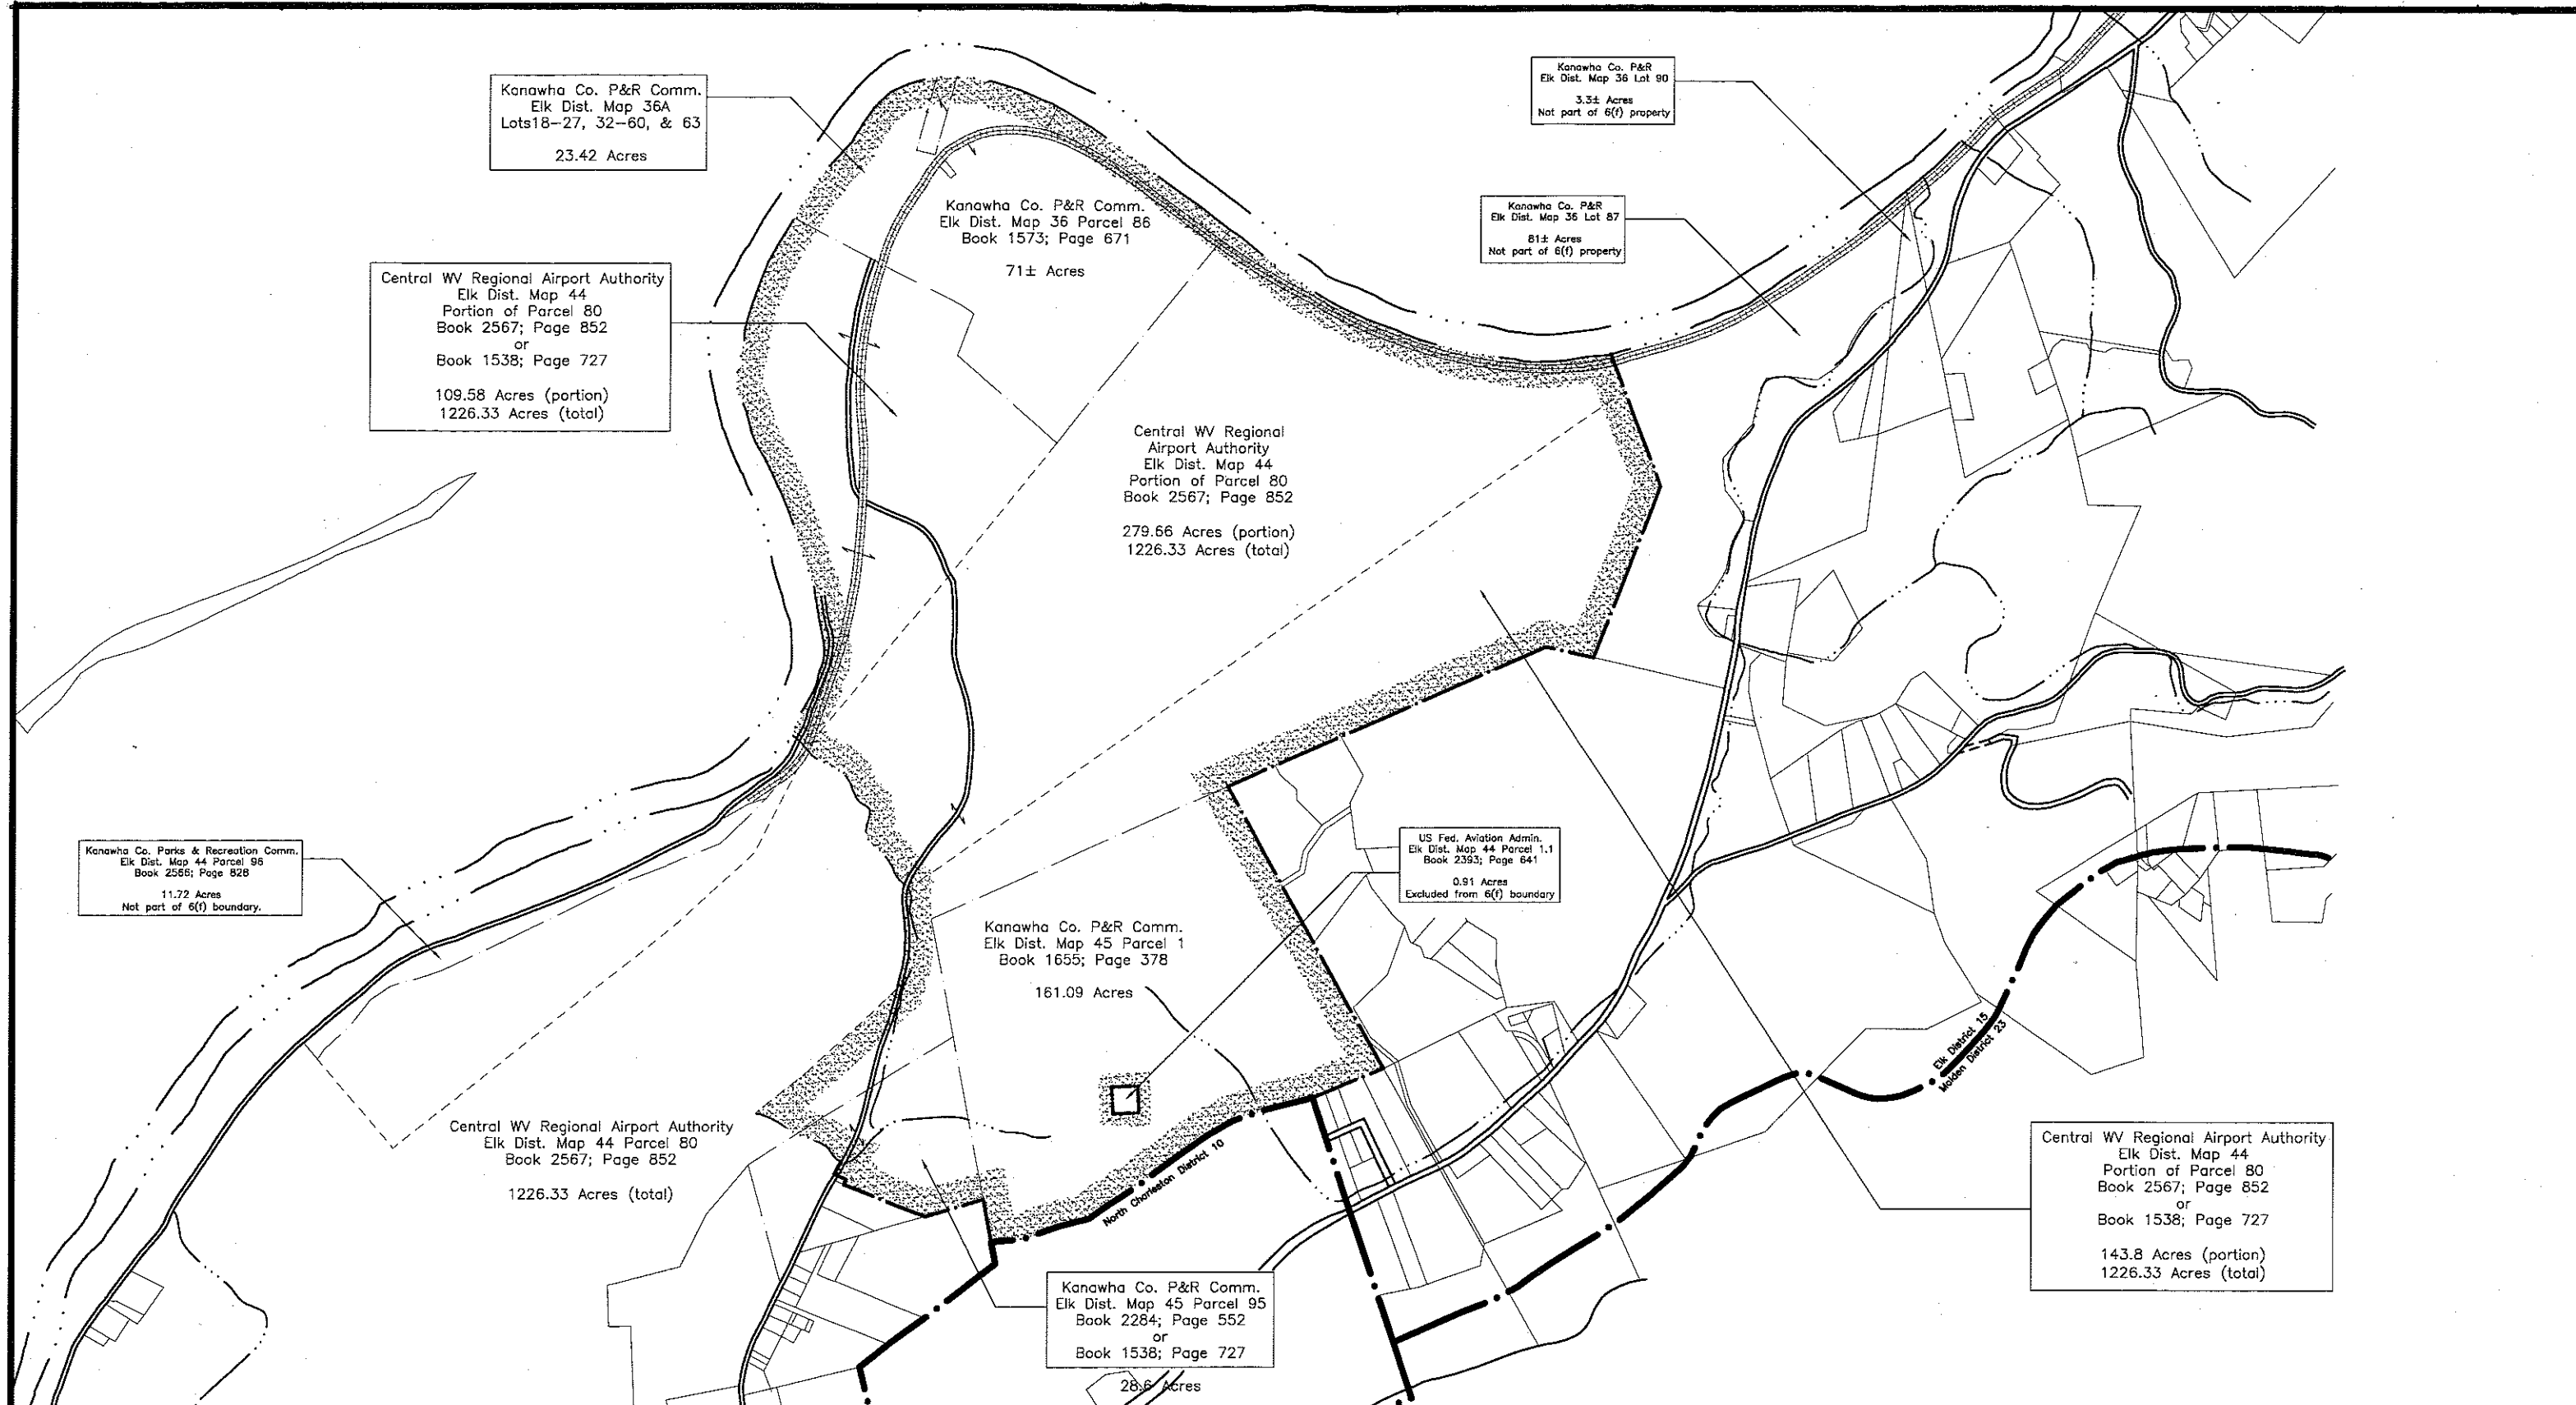 Kanawha Co. P&R Comm.
Elk Dist. Map 36A
Lots18-27, 32-60, & 63
23.42 Acres
Kanawha Co. P&R
Elk Dist. Map 36 Lot 90
3.3± Acres
Not part of 6(f) property
Kanawha Co. P&R Comm.
Elk Dist. Map 36 Parcel 86
Book 1573; Page 671
71± Acres
Kanawha Co. P&R
Elk Dist. Map 36 Lot 87
81± Acres
Not part of 6(f) property
Central WV Regional Airport Authority
Elk Dist. Map 44
Portion of Parcel 80
Book 2567; Page 852
or
Book 1538; Page 727
109.58 Acres (portion)
1226.33 Acres (total)
Central WV Regional
Airport Authority
Elk Dist. Map 44
Portion of Parcel 80
Book 2567; Page 852
279.66 Acres (portion)
1226.33 Acres (total)
Kanawha Co. Parks & Recreation Comm.
Elk Dist. Map 44 Parcel 96
Book 2566; Page 828
11.72 Acres
Not part of 6(f) boundary.
US Fed. Aviation Admin.
Elk Dist. Map 44 Parcel 1.1
Book 2393; Page 641
0.91 Acres
Excluded from 6(f) boundary
Kanawha Co. P&R Comm.
Elk Dist. Map 45 Parcel 1
Book 1655; Page 378
161.09 Acres
Elk District 15
Malden District 23
Central WV Regional Airport Authority
Elk Dist. Map 44 Parcel 80
Book 2567; Page 852
1226.33 Acres (total)
North Charleston District 10
Central WV Regional Airport Authority
Elk Dist. Map 44
Portion of Parcel 80
Book 2567; Page 852
or
Book 1538; Page 727
143.8 Acres (portion)
1226.33 Acres (total)
Kanawha Co. P&R Comm.
Elk Dist. Map 45 Parcel 95
Book 2284; Page 552
or
Book 1538; Page 727
28.6 Acres